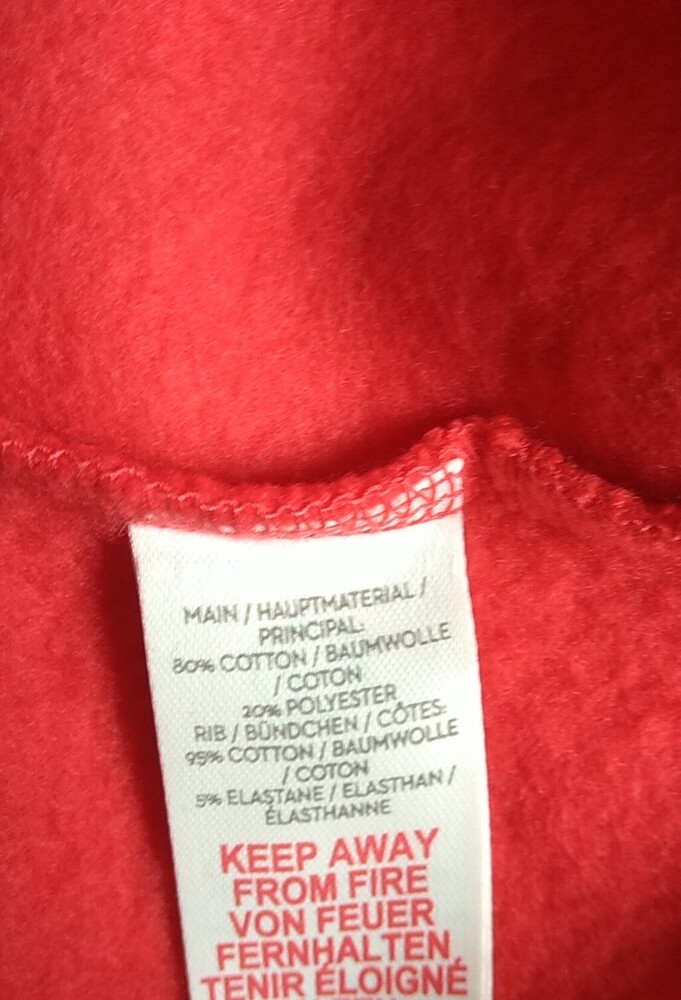 MAIN / HAUPTMATERIAL /
PRINCIPAL:
80% COTTON / BAUMWOLLE
/ COTON
20% POLYESTER
RIB / BÜNDCHEN / CÔTES:
95% COTTON / BAUMWOLLE
/ COTON
5% ELASTANE / ELASTHAN /
ÉLASTHANNE
KEEP AWAY
FROM FIRE
VON FEUER
FERNHALTEN
TENIR ÉLOIGNÉ